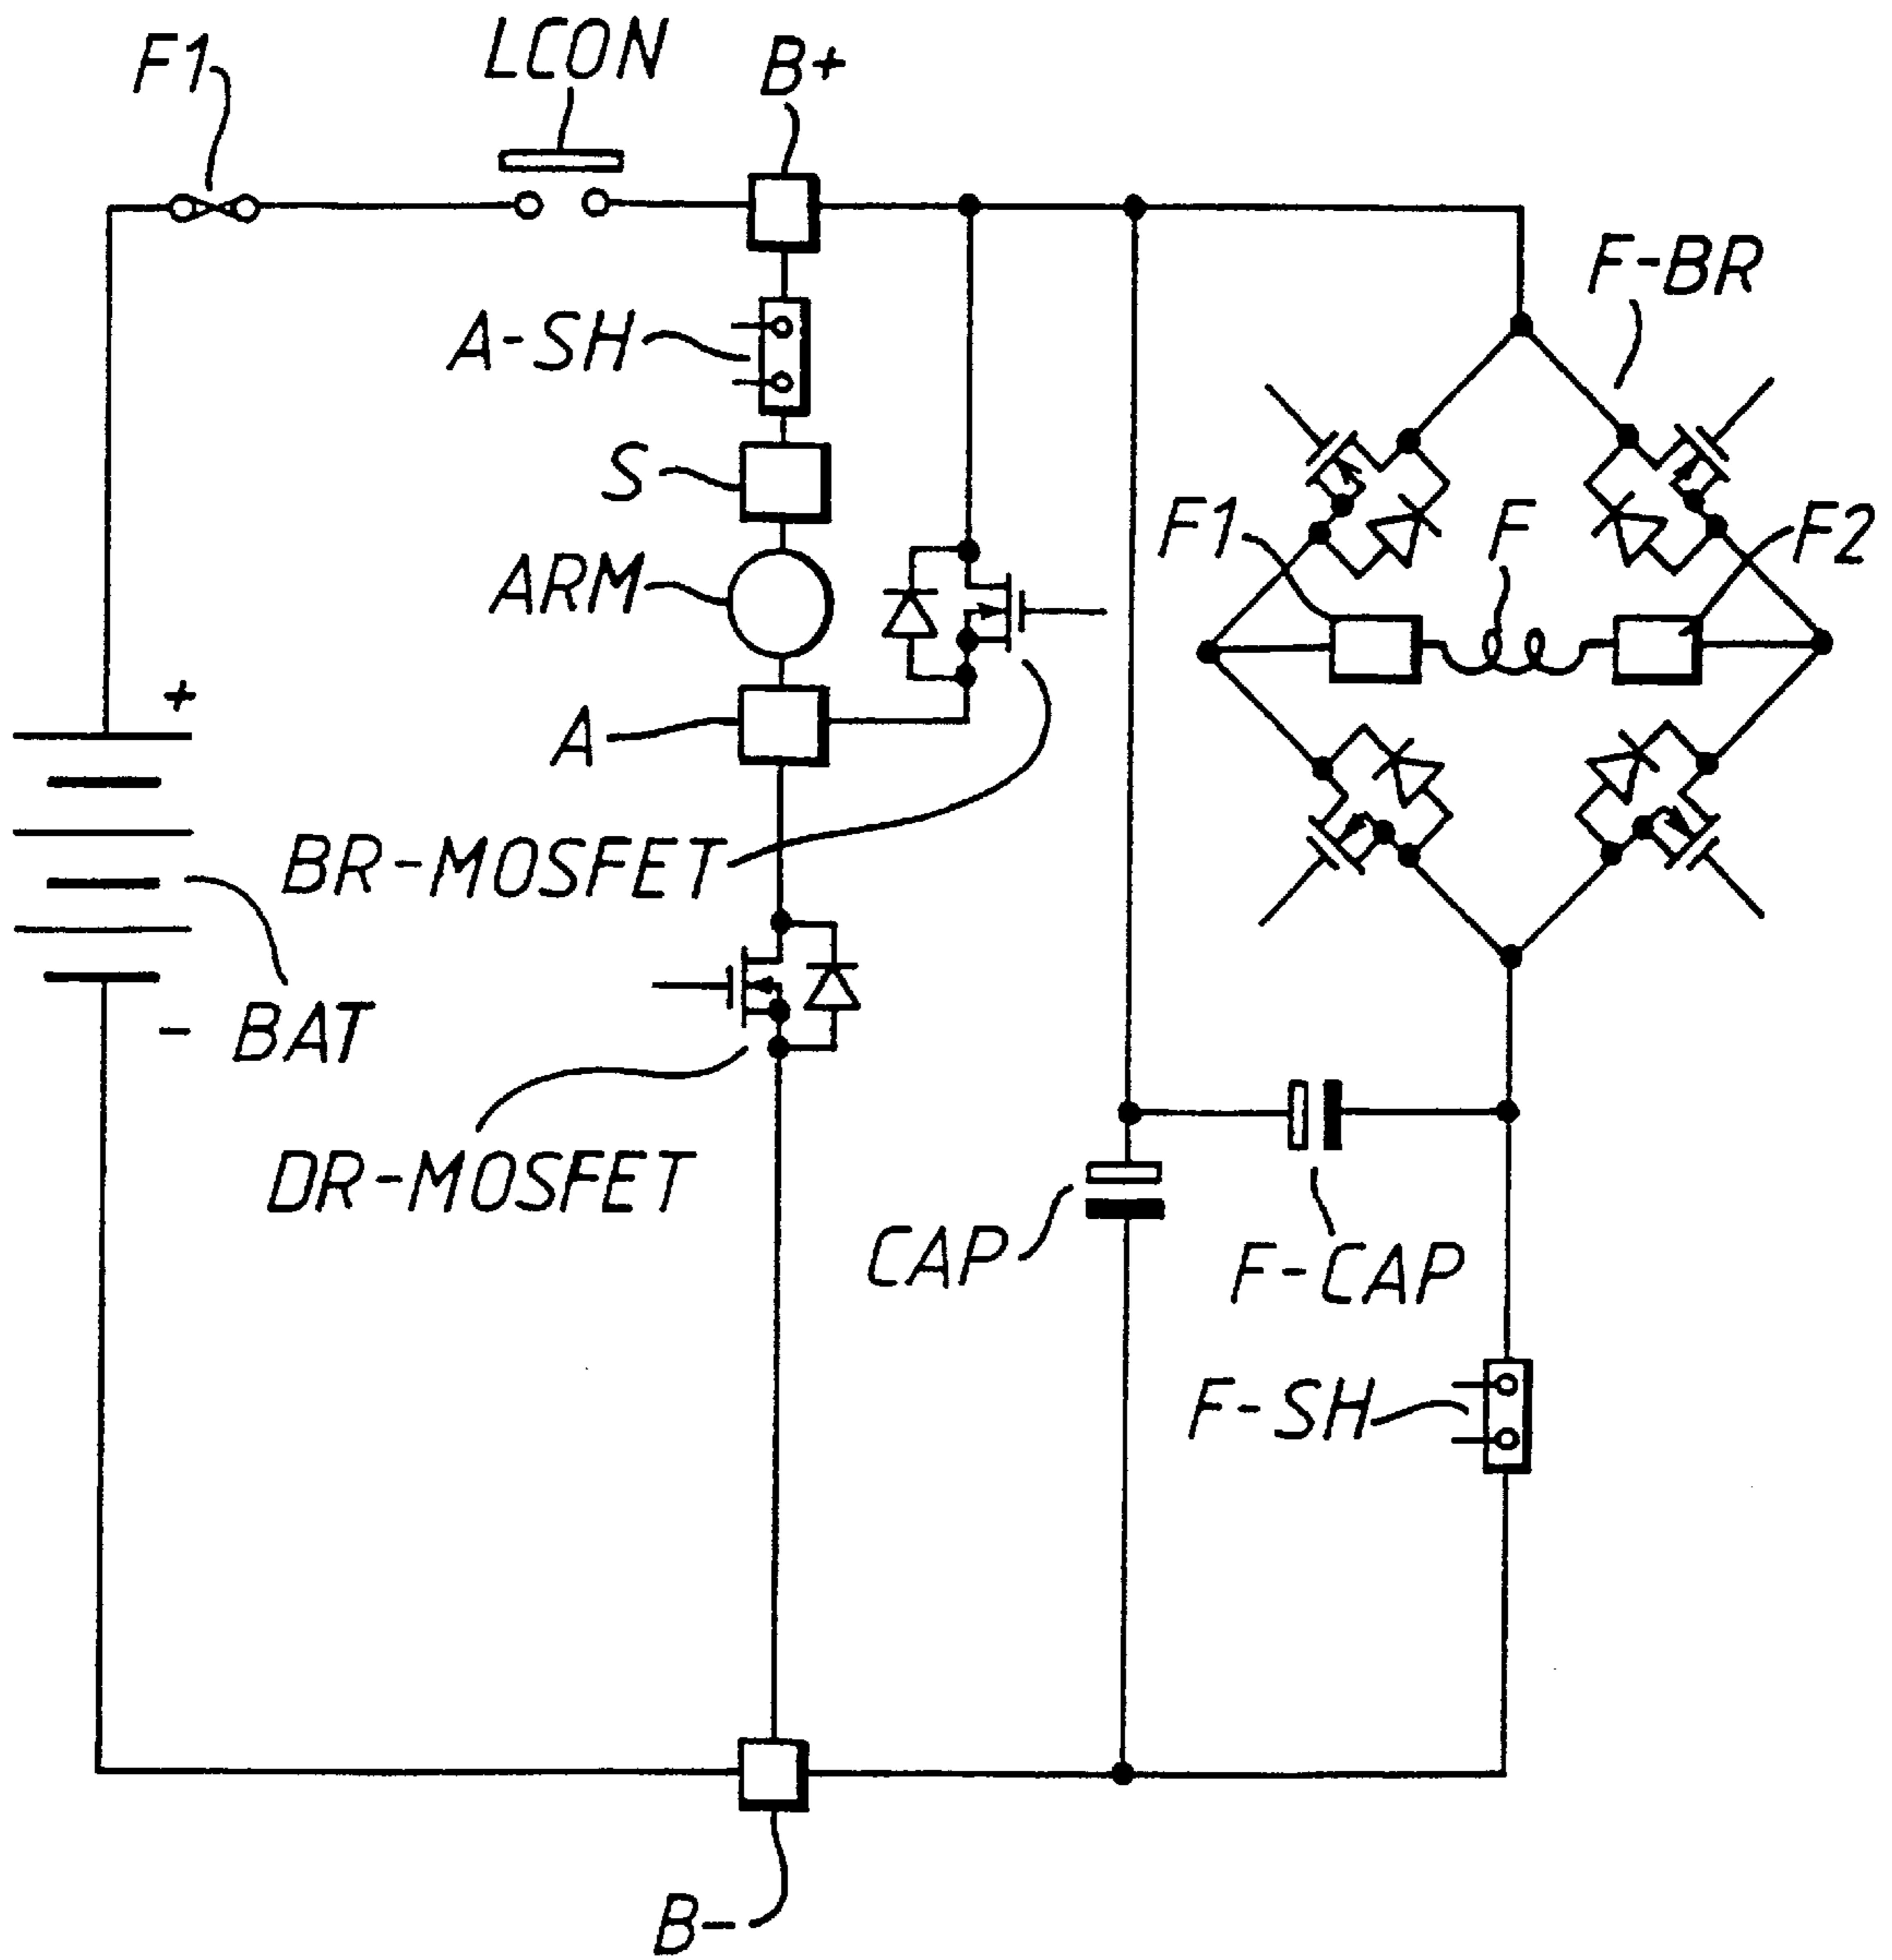 F1
LCON
B+
F-BR
A-SH
S
F1
F
F2
ARM
+
A
BR-MOSFET
- BAT
DR-MOSFET
CAP
F-CAP
F-SH
B-